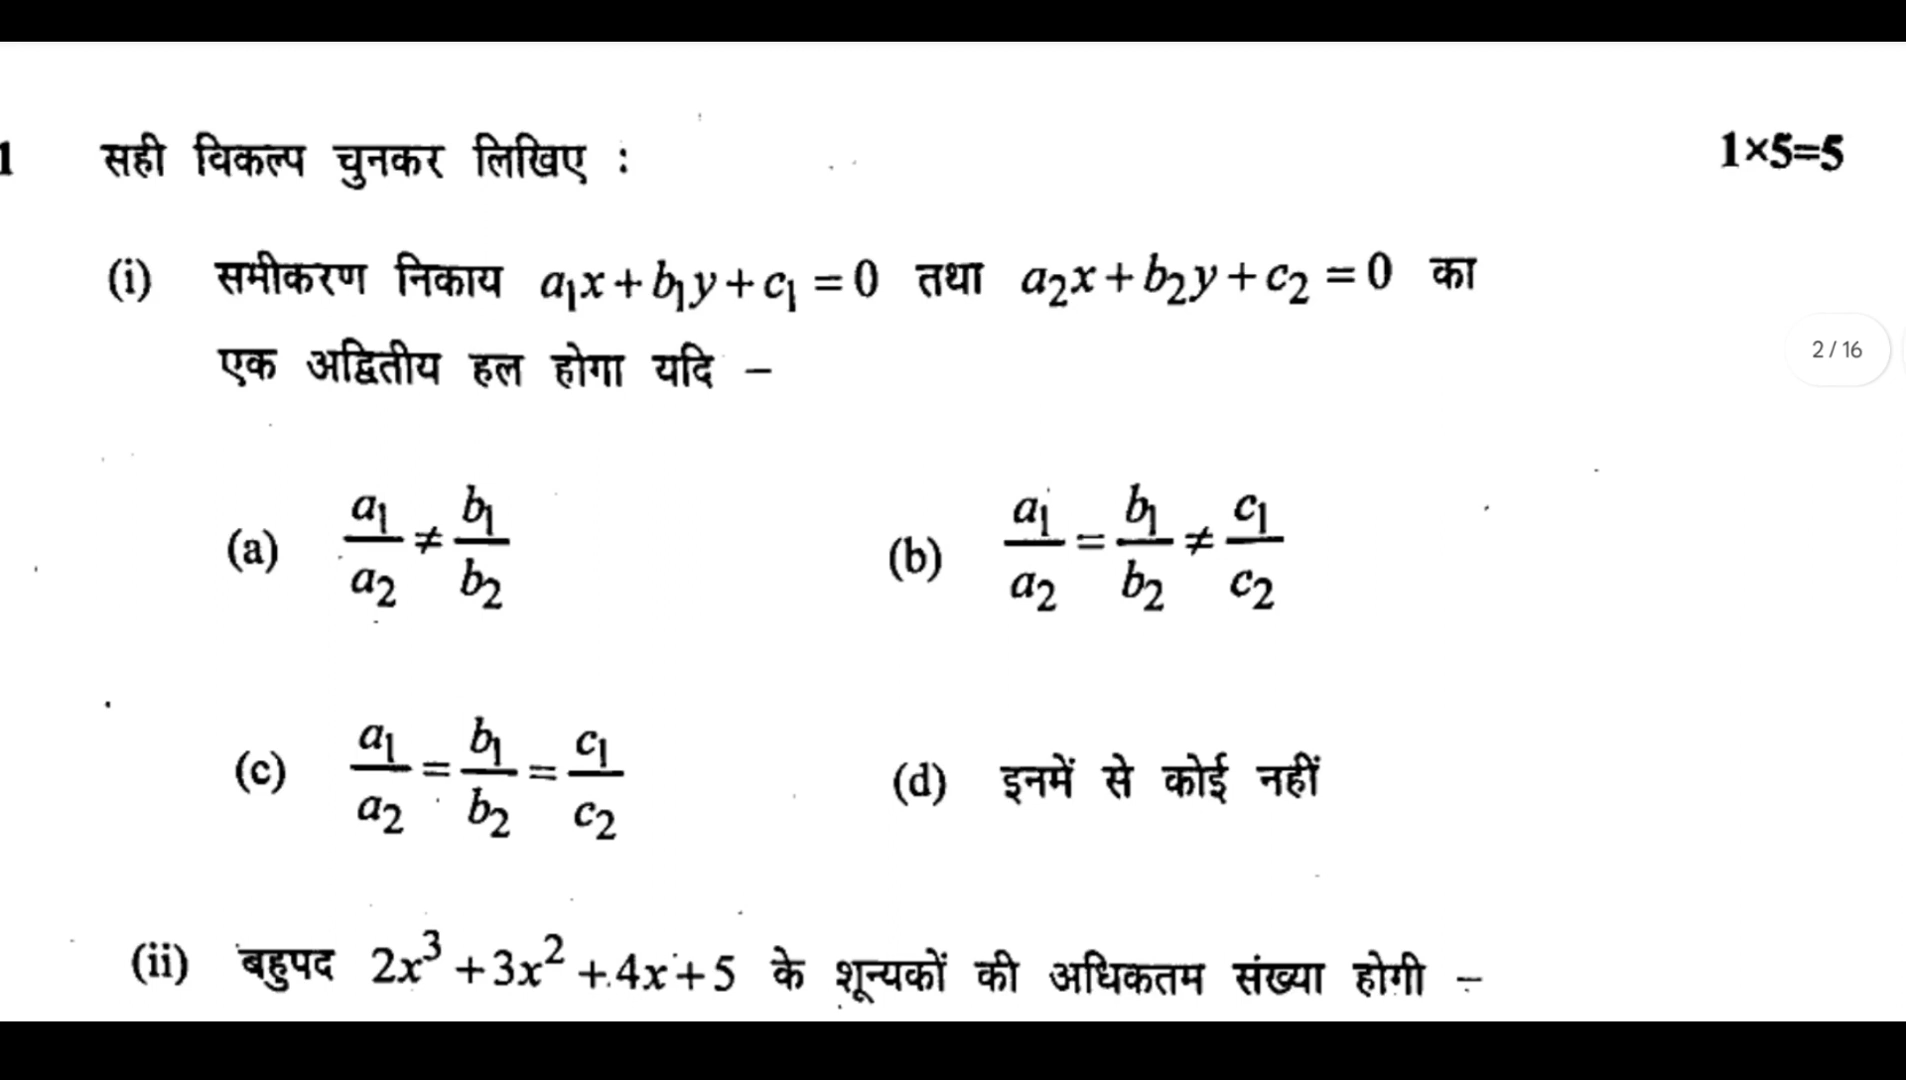 1 सही विकल्प चुनकर लिखिए : 1×5=5
(i) समीकरण निकाय a₁x+b₁y+c₁=0 तथा a₂x+b₂y+c₂=0 का
2 / 16
एक अद्वितीय हल होगा यदि –
(a) a₁/a₂ ≠ b₁/b₂ (b) a₁/a₂ = b₁/b₂ ≠ c₁/c₂
(c) a₁/a₂ = b₁/b₂ = c₁/c₂ (d) इनमें से कोई नहीं
(ii) बहुपद 2x³+3x²+4x+5 के शून्यकों की अधिकतम संख्या होगी –